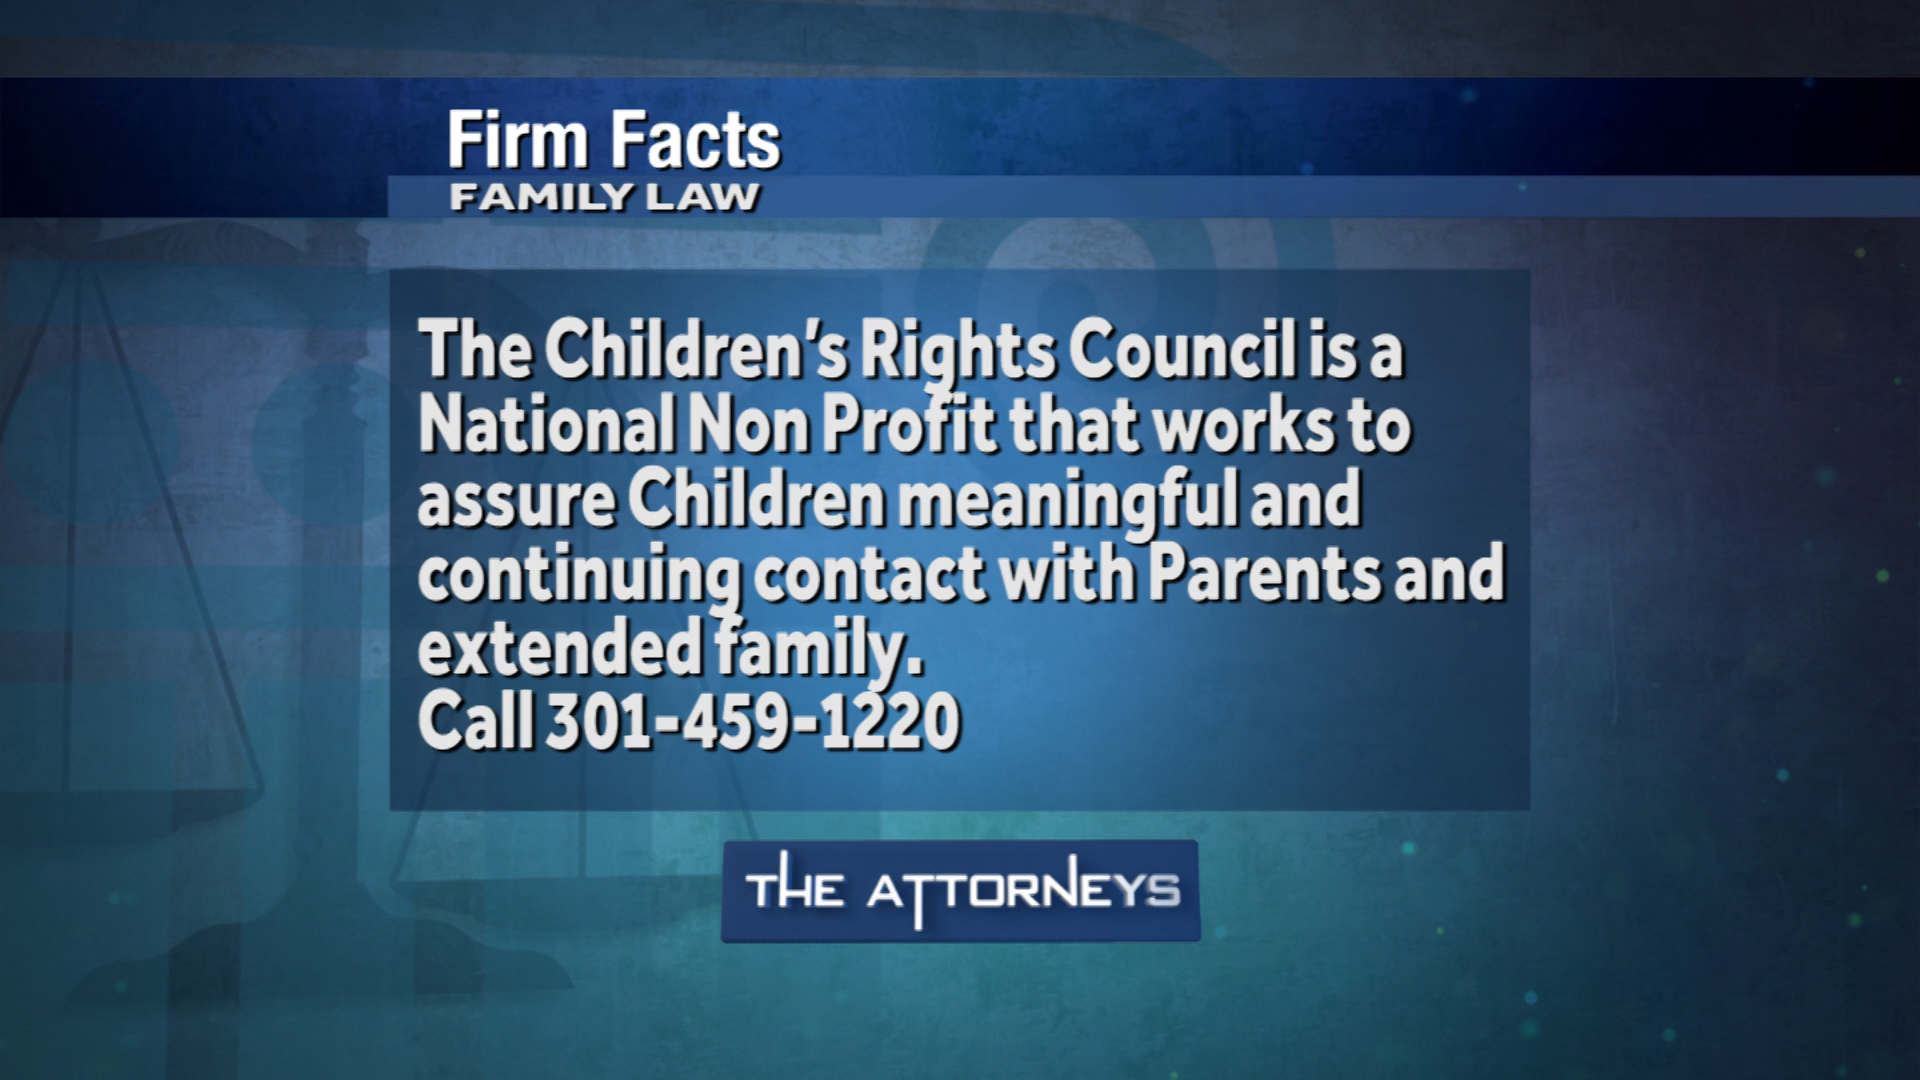 Firm Facts
FAMILY LAW
The Children's Rights Council is a
National Non Profit that works to
assure Children meaningful and
continuing contact with Parents and
extended family.
Call 301-459-1220
THE ATTORNEYS